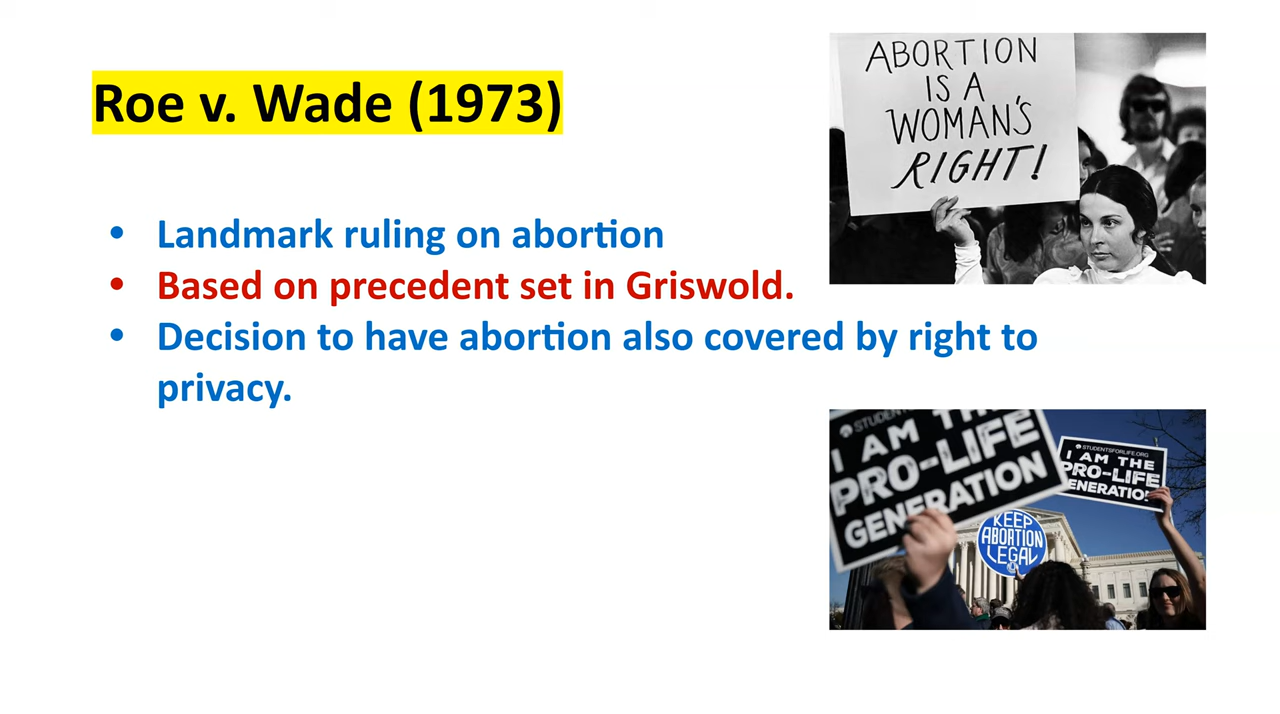 Roe v. Wade (1973)
• Landmark ruling on abortion
• Based on precedent set in Griswold.
• Decision to have abortion also covered by right to
privacy.
ABORTION
IS A
WOMAN'S
RIGHT!
I AM THE
PRO-LIFE
GENERATION
STUDENTSFORLIFE.ORG
I AM THE
PRO-LIFE
KEEP
ABORTION
LEGAL